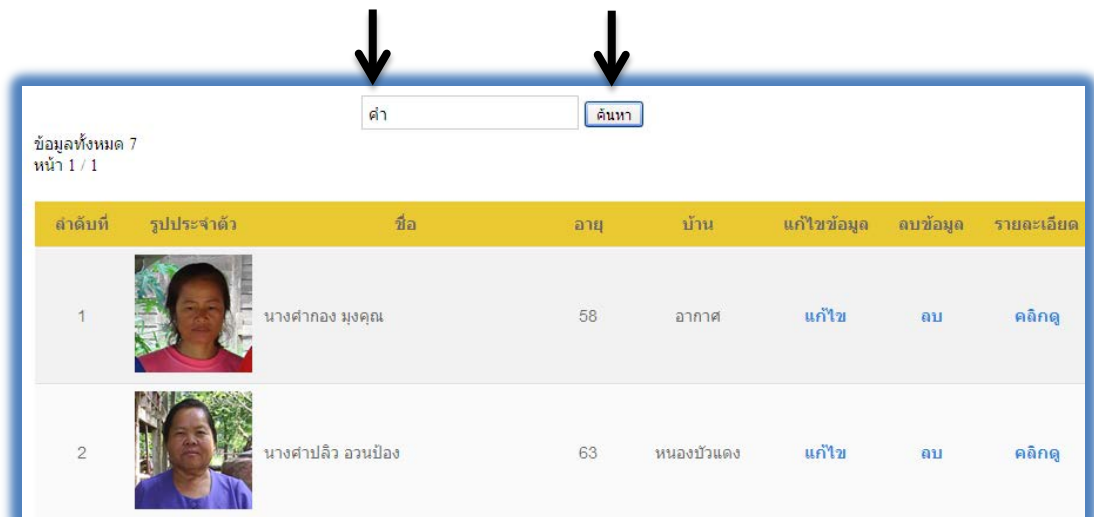 คำ ค้นหา
ข้อมูลทั้งหมด 7
หน้า 1 / 1
ลำดับที่ รูปประจำตัว ชื่อ อายุ บ้าน แก้ไขข้อมูล ลบข้อมูล รายละเอียด
1 นางคำกอง มุงคุณ 58 อากาศ แก้ไข ลบ คลิกดู
2 นางคำปลิว อวนป้อง 63 หนองบัวแดง แก้ไข ลบ คลิกดู